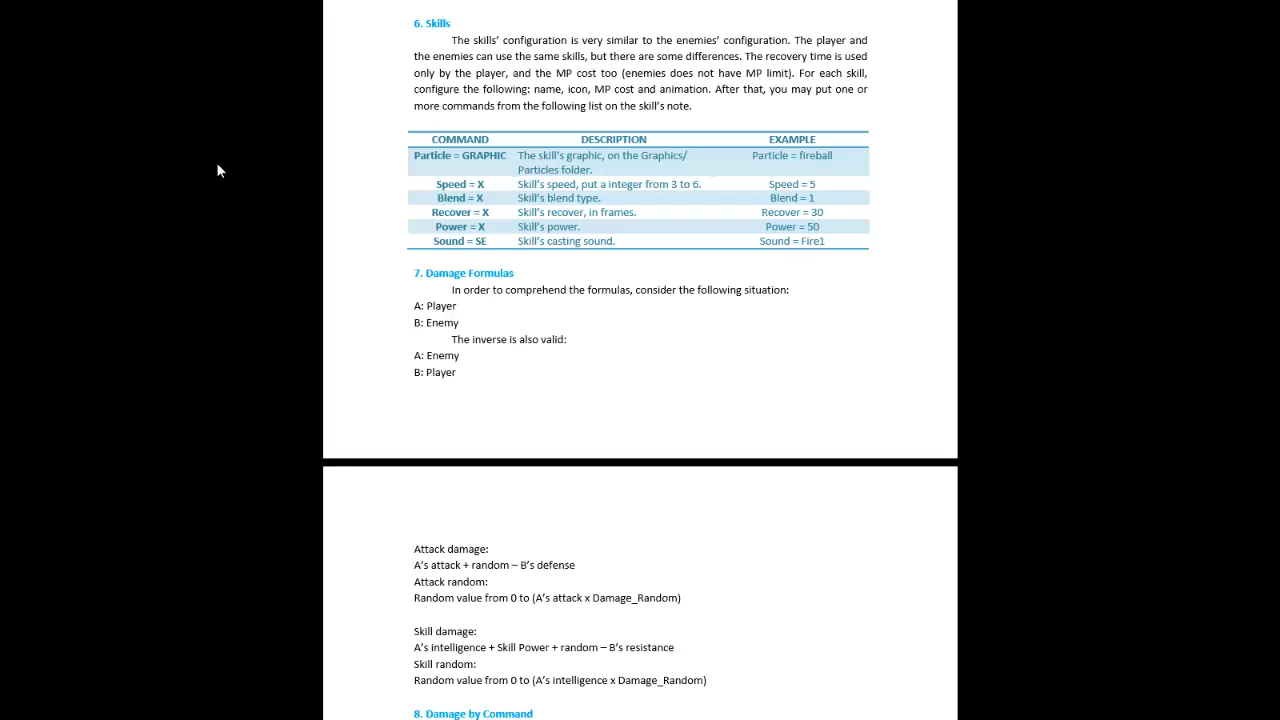 6. Skills
The skills' configuration is very similar to the enemies' configuration. The player and
the enemies can use the same skills, but there are some differences. The recovery time is used
only by the player, and the MP cost too (enemies does not have MP limit). For each skill,
configure the following: name, icon, MP cost and animation. After that, you may put one or
more commands from the following list on the skill's note.
COMMAND DESCRIPTION EXAMPLE
Particle = GRAPHIC The skill's graphic, on the Graphics/ Particle = fireball
Particles folder.
Speed = X Skill's speed, put a integer from 3 to 6. Speed = 5
Blend = X Skill's blend type. Blend = 1
Recover = X Skill's recover, in frames. Recover = 30
Power = X Skill's power. Power = 50
Sound = SE Skill's casting sound. Sound = Fire1
7. Damage Formulas
In order to comprehend the formulas, consider the following situation:
A: Player
B: Enemy
The inverse is also valid:
A: Enemy
B: Player
Attack damage:
A's attack + random – B's defense
Attack random:
Random value from 0 to (A's attack x Damage_Random)
Skill damage:
A's intelligence + Skill Power + random – B's resistance
Skill random:
Random value from 0 to (A's intelligence x Damage_Random)
8. Damage by Command